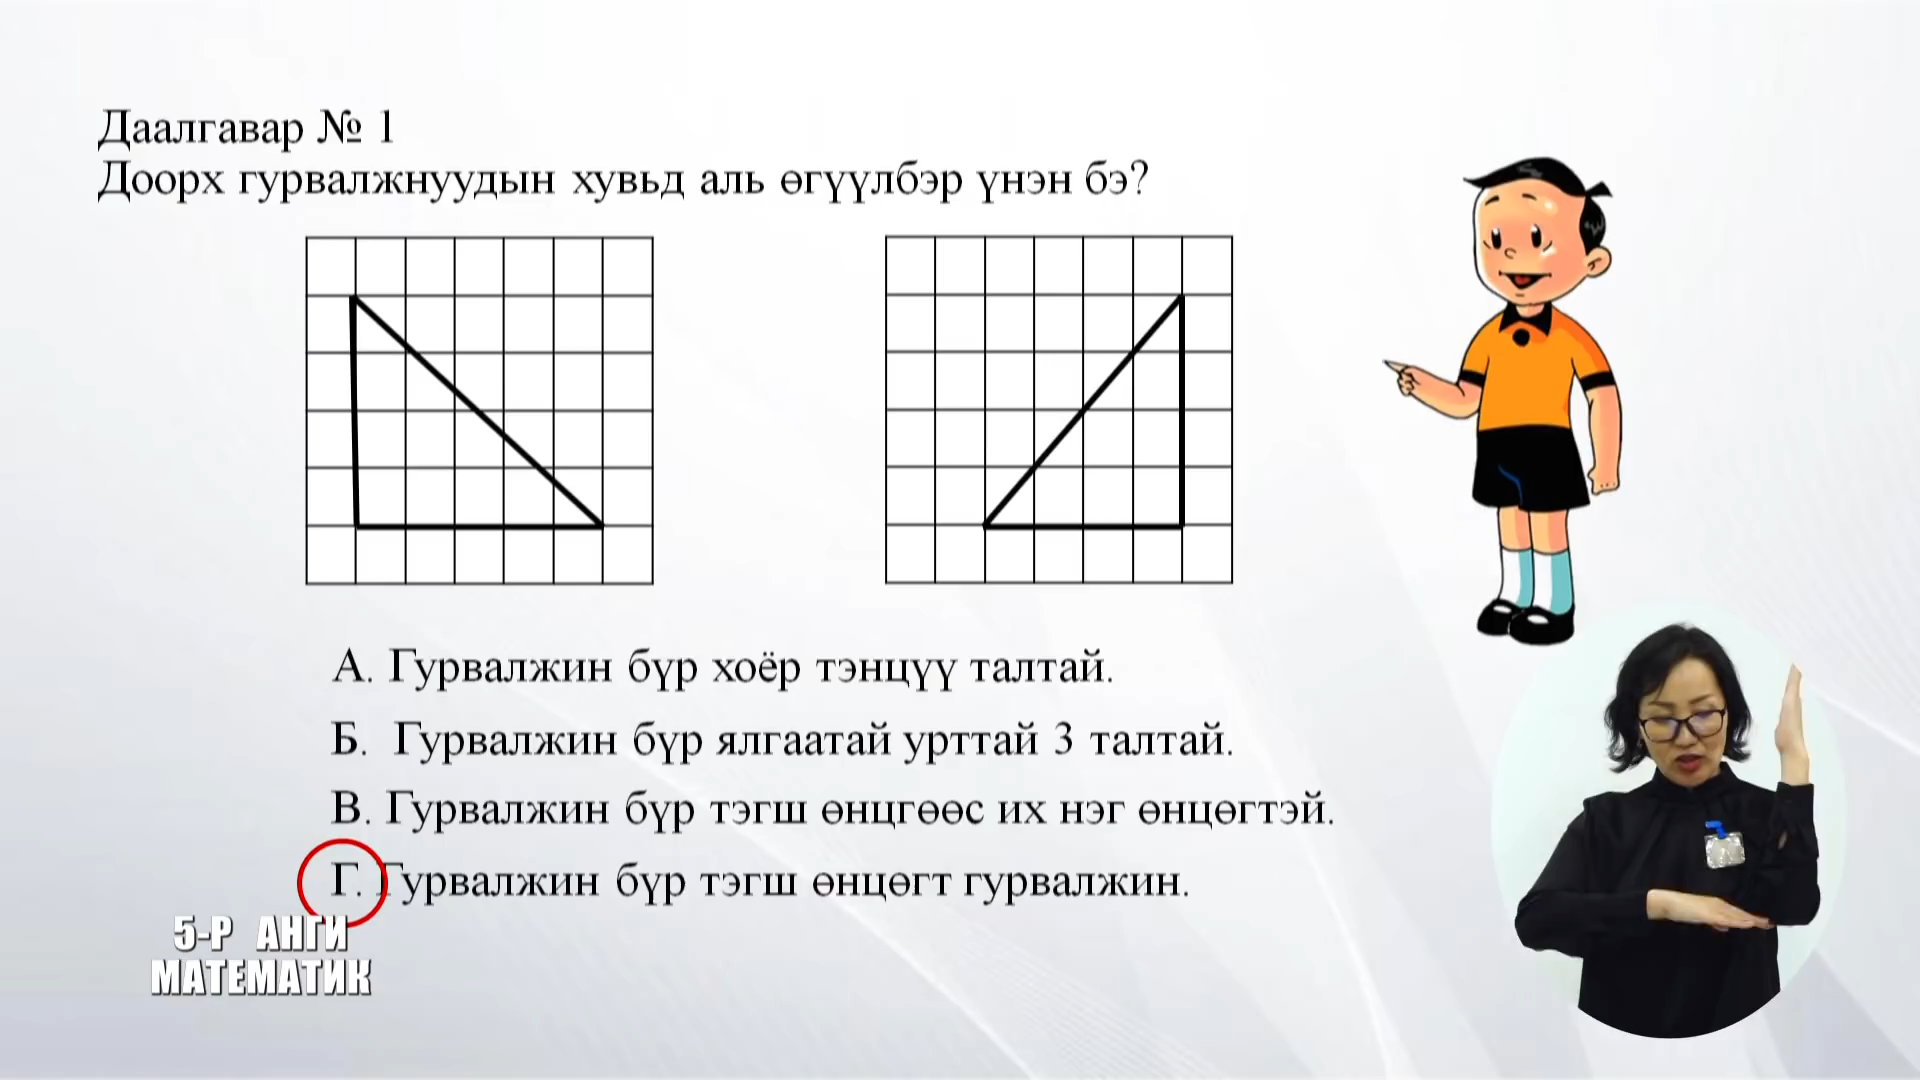 Даалгавар № 1
Доорх гурвалжнуудын хувьд аль өгүүлбэр үнэн бэ?
А. Гурвалжин бүр хоёр тэнцүү талтай.
Б. Гурвалжин бүр ялгаатай урттай 3 талтай.
В. Гурвалжин бүр тэгш өнцгөөс их нэг өнцөгтэй.
Г. Гурвалжин бүр тэгш өнцөгт гурвалжин.
5-Р АНГИ
МАТЕМАТИК